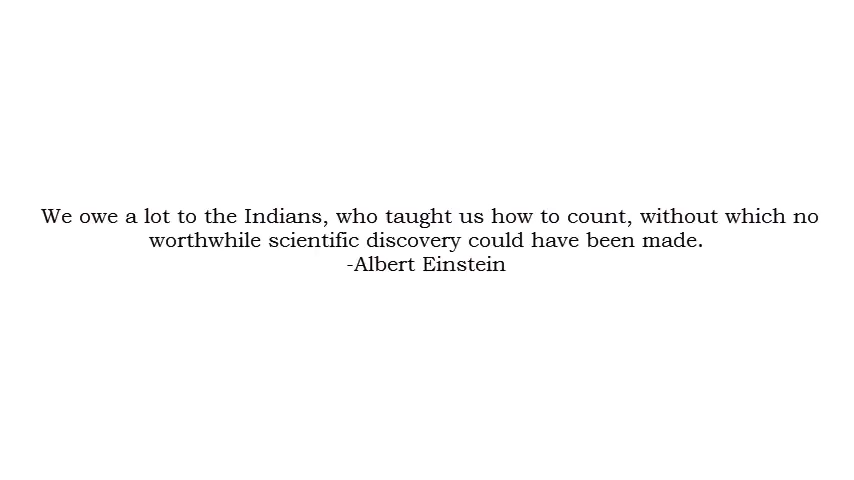 We owe a lot to the Indians, who taught us how to count, without which no
worthwhile scientific discovery could have been made.
-Albert Einstein